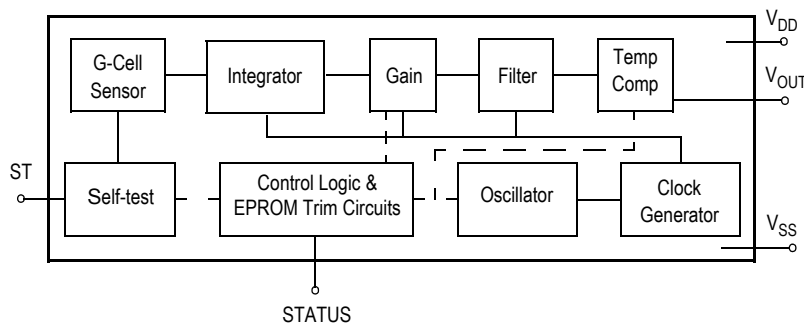 V_DD
G-Cell
Sensor
Integrator
Gain
Filter
Temp
Comp
V_OUT
ST
Self-test
Control Logic &
EPROM Trim Circuits
Oscillator
Clock
Generator
V_SS
STATUS